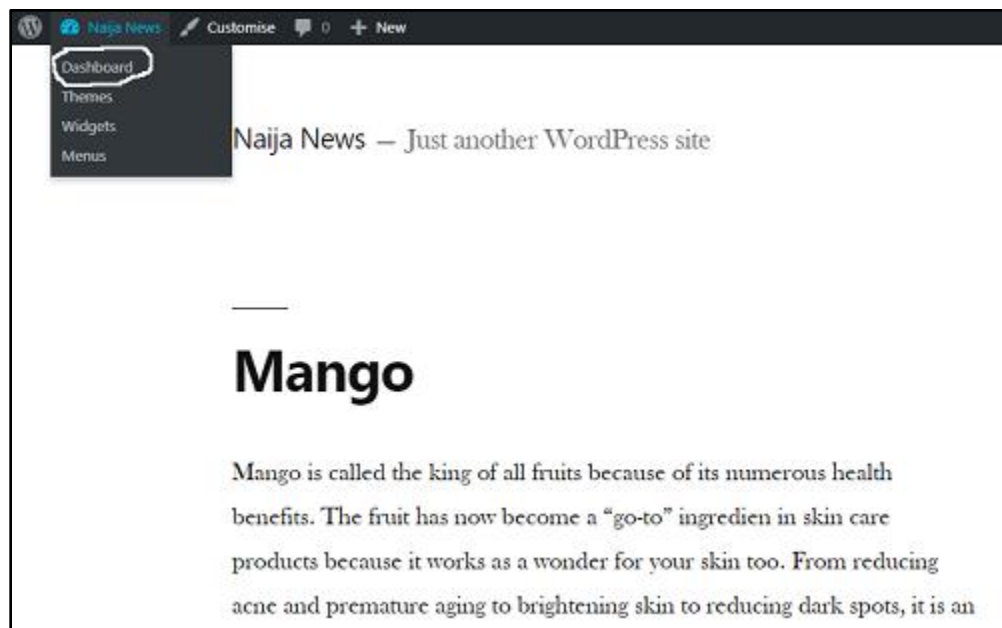 Naija News Customise 0 New
Dashboard
Themes
Widgets
Menus
Naija News — Just another WordPress site
Mango
Mango is called the king of all fruits because of its numerous health
benefits. The fruit has now become a “go-to” ingredien in skin care
products because it works as a wonder for your skin too. From reducing
acne and premature aging to brightening skin to reducing dark spots, it is an